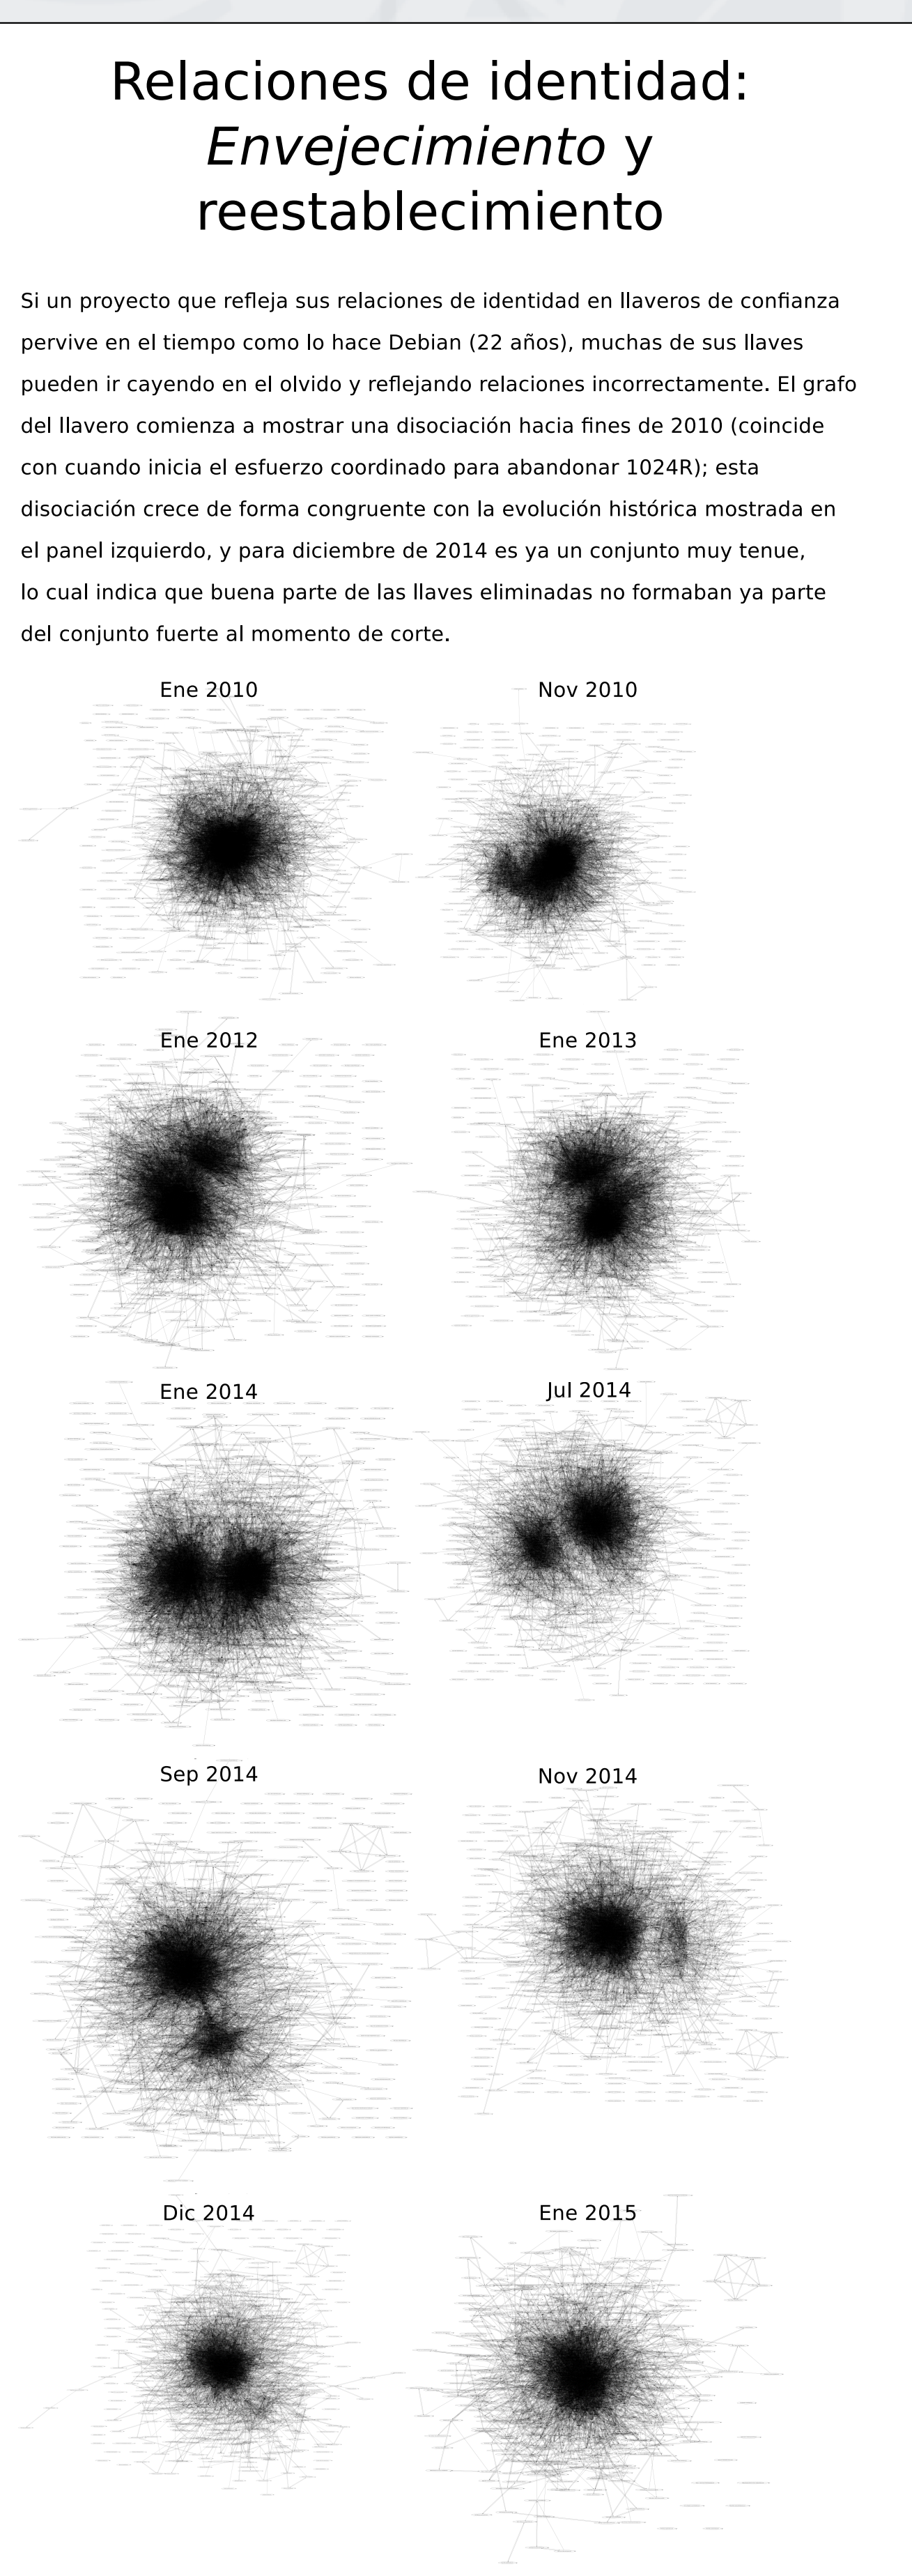 Relaciones de identidad:
Envejecimiento y
reestablecimiento
Si un proyecto que refleja sus relaciones de identidad en llaveros de confianza
pervive en el tiempo como lo hace Debian (22 años), muchas de sus llaves
pueden ir cayendo en el olvido y reflejando relaciones incorrectamente. El grafo
del llavero comienza a mostrar una disociación hacia fines de 2010 (coincide
con cuando inicia el esfuerzo coordinado para abandonar 1024R); esta
disociación crece de forma congruente con la evolución histórica mostrada en
el panel izquierdo, y para diciembre de 2014 es ya un conjunto muy tenue,
lo cual indica que buena parte de las llaves eliminadas no formaban ya parte
del conjunto fuerte al momento de corte.
Ene 2010
Nov 2010
Ene 2012
Ene 2013
Ene 2014
Jul 2014
Sep 2014
Nov 2014
Dic 2014
Ene 2015